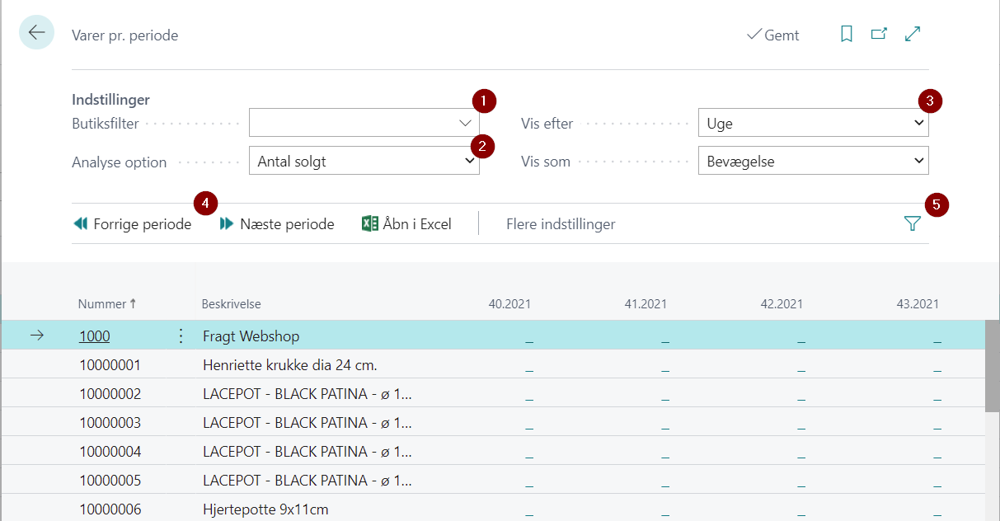 Varer pr. periode
Gemt
Indstillinger
Butiksfilter
1
Vis efter
Uge
3
Analyse option
Antal solgt
2
Vis som
Bevægelse
4
5
Forrige periode Næste periode Åbn i Excel Flere indstillinger
Nummer ↑ Beskrivelse 40.2021 41.2021 42.2021 43.2021
1000 Fragt Webshop _ _ _ _
10000001 Henriette krukke dia 24 cm. _ _ _ _
10000002 LACEPOT - BLACK PATINA - ø 1... _ _ _ _
10000003 LACEPOT - BLACK PATINA - ø 1... _ _ _ _
10000004 LACEPOT - BLACK PATINA - ø 1... _ _ _ _
10000005 LACEPOT - BLACK PATINA - ø 1... _ _ _ _
10000006 Hjertepotte 9x11cm _ _ _ _